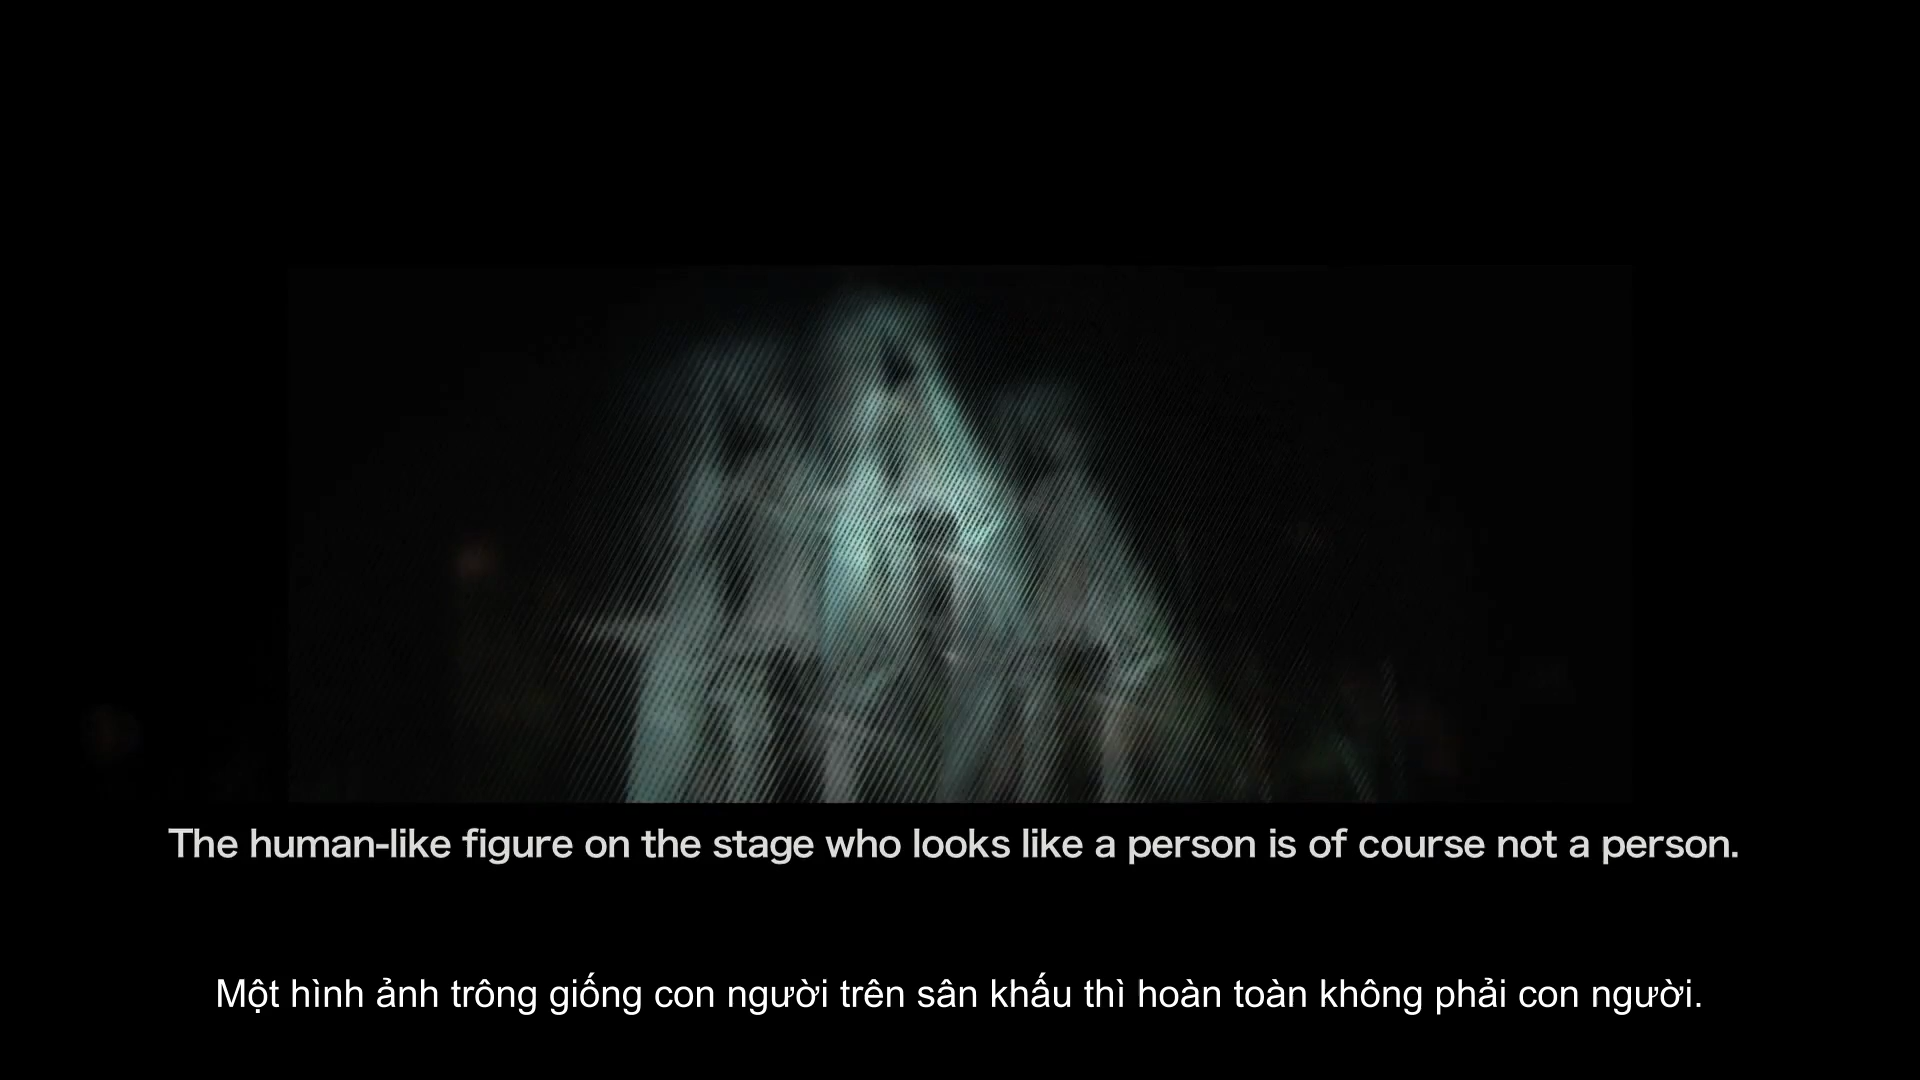 The human-like figure on the stage who looks like a person is of course not a person.
Một hình ảnh trông giống con người trên sân khấu thì hoàn toàn không phải con người.